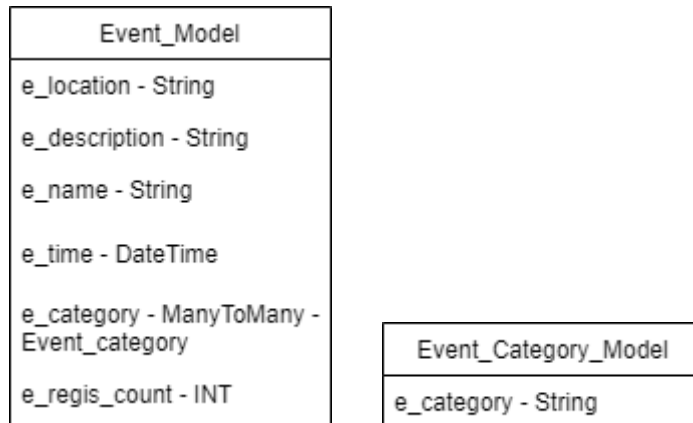 Event_Model
e_location - String
e_description - String
e_name - String
e_time - DateTime
e_category - ManyToMany -
Event_category
e_regis_count - INT
Event_Category_Model
e_category - String